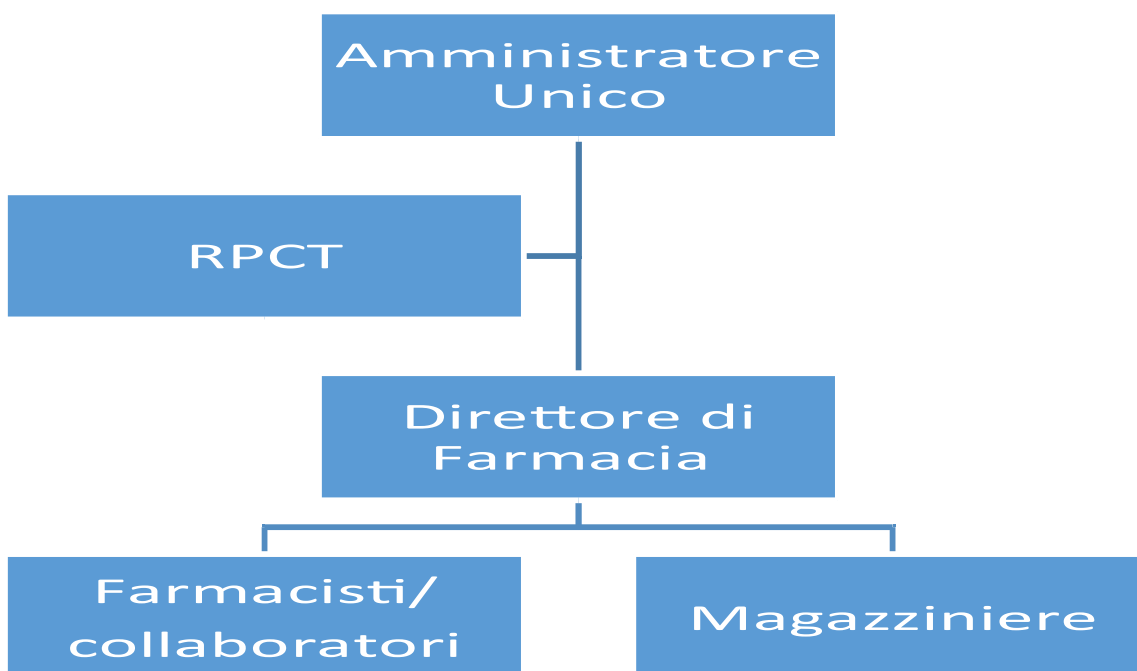 Amministratore
Unico
RPCT
Direttore di
Farmacia
Farmacisti/
collaboratori
Magazziniere